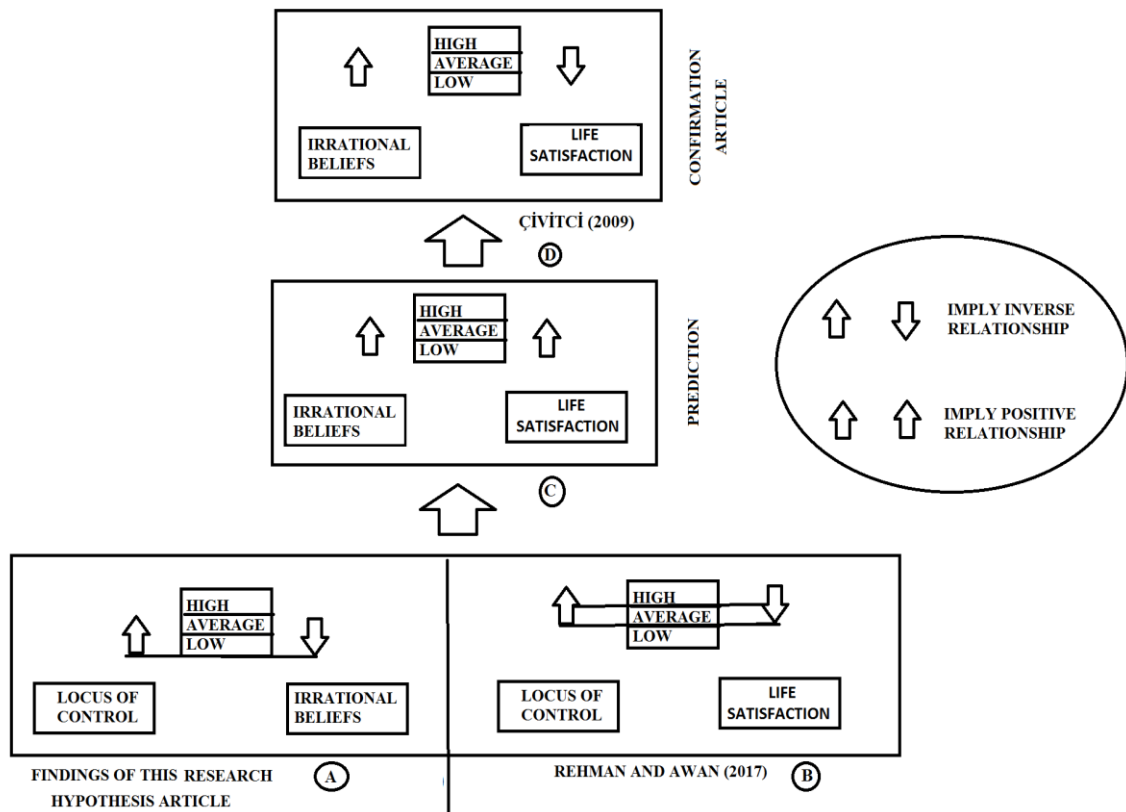 HIGH
AVERAGE
LOW
IRRATIONAL
BELIEFS
LIFE
SATISFACTION
CONFIRMATION
ARTICLE
ÇİVİTCİ (2009)
D
HIGH
AVERAGE
LOW
IRRATIONAL
BELIEFS
LIFE
SATISFACTION
PREDICTION
C
IMPLY INVERSE
RELATIONSHIP
IMPLY POSITIVE
RELATIONSHIP
HIGH
AVERAGE
LOW
LOCUS OF
CONTROL
IRRATIONAL
BELIEFS
FINDINGS OF THIS RESEARCH
HYPOTHESIS ARTICLE
A
HIGH
AVERAGE
LOW
LOCUS OF
CONTROL
LIFE
SATISFACTION
REHMAN AND AWAN (2017)
B